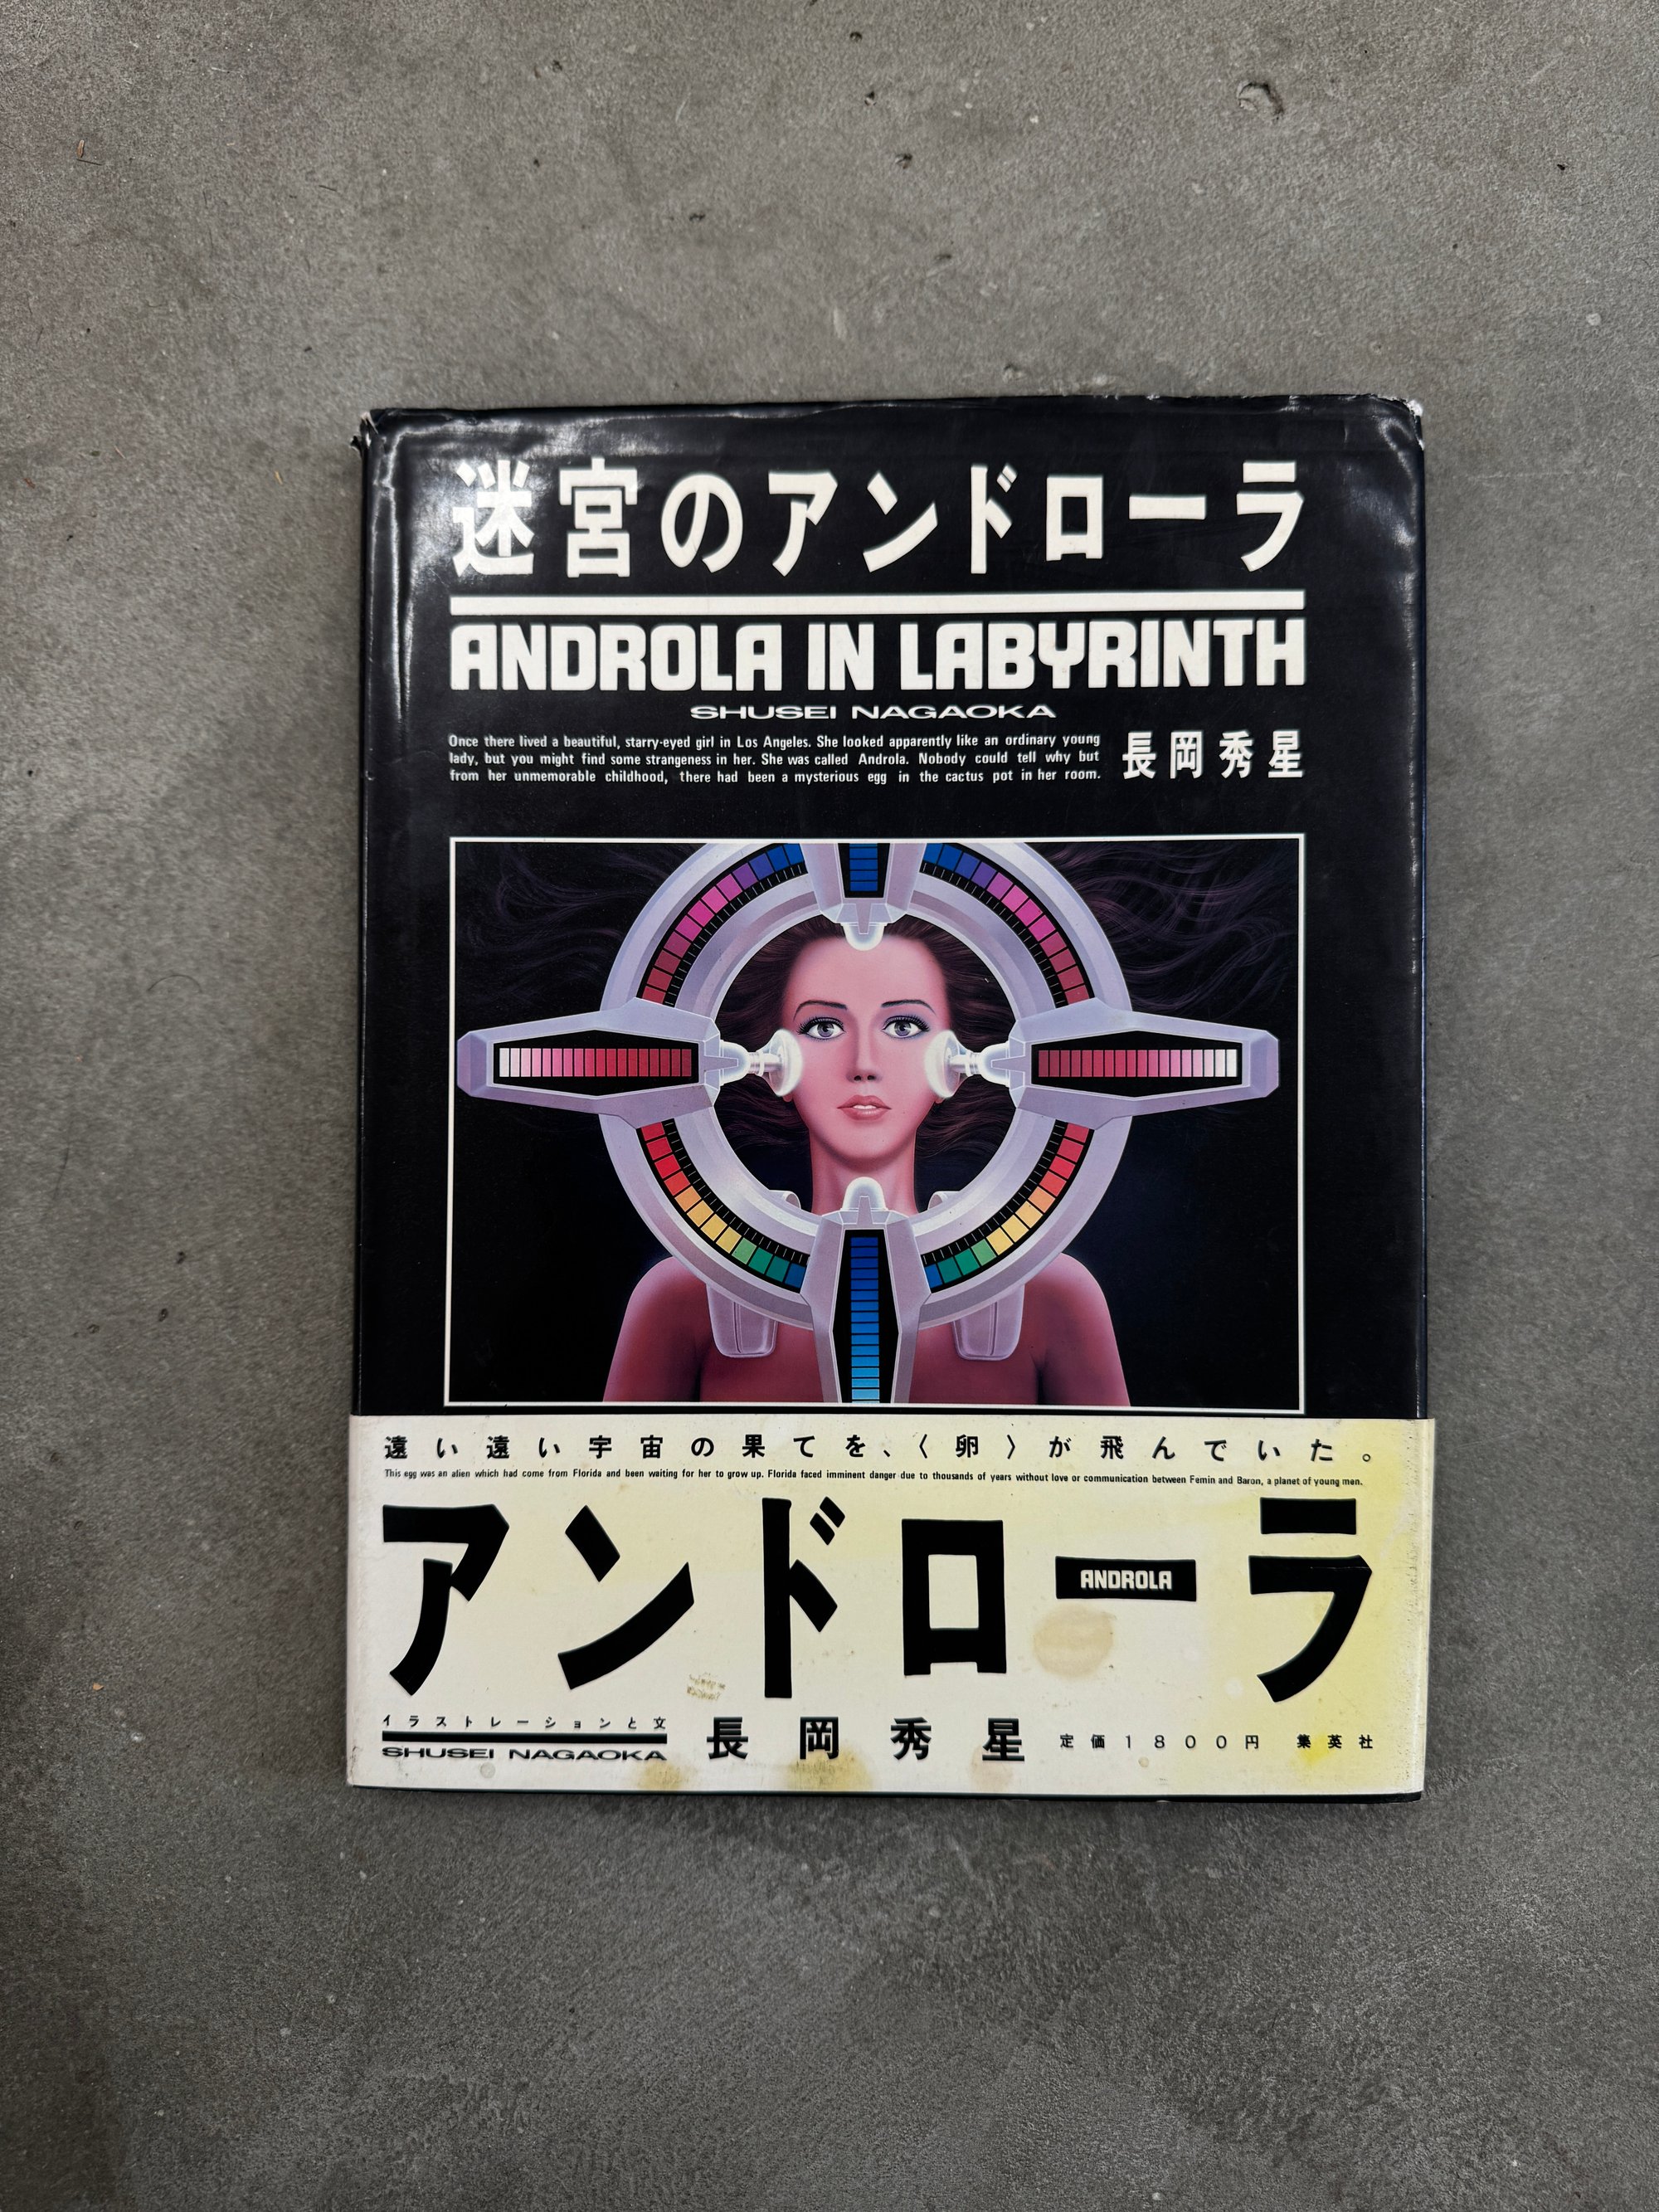 迷宮のアンドローラ
ANDROLA IN LABYRINTH
SHUSEI NAGAOKA
Once there lived a beautiful, starry-eyed girl in Los Angeles. She looked apparently like an ordinary young
lady, but you might find some strangeness in her. She was called Androla. Nobody could tell why but
from her unmemorable childhood, there had been a mysterious egg in the cactus pot in her room.
長岡秀星
遠い遠い宇宙の果てを、〈卵〉が飛んでいた。
This egg was an alien which had come from Florida and been waiting for her to grow up. Florida faced imminent danger due to thousands of years without love or communication between Femin and Baron, a planet of young men.
アンドローラ
ANDROLA
イラストレーションと文
SHUSEI NAGAOKA
長岡秀星
定価1800円 集英社